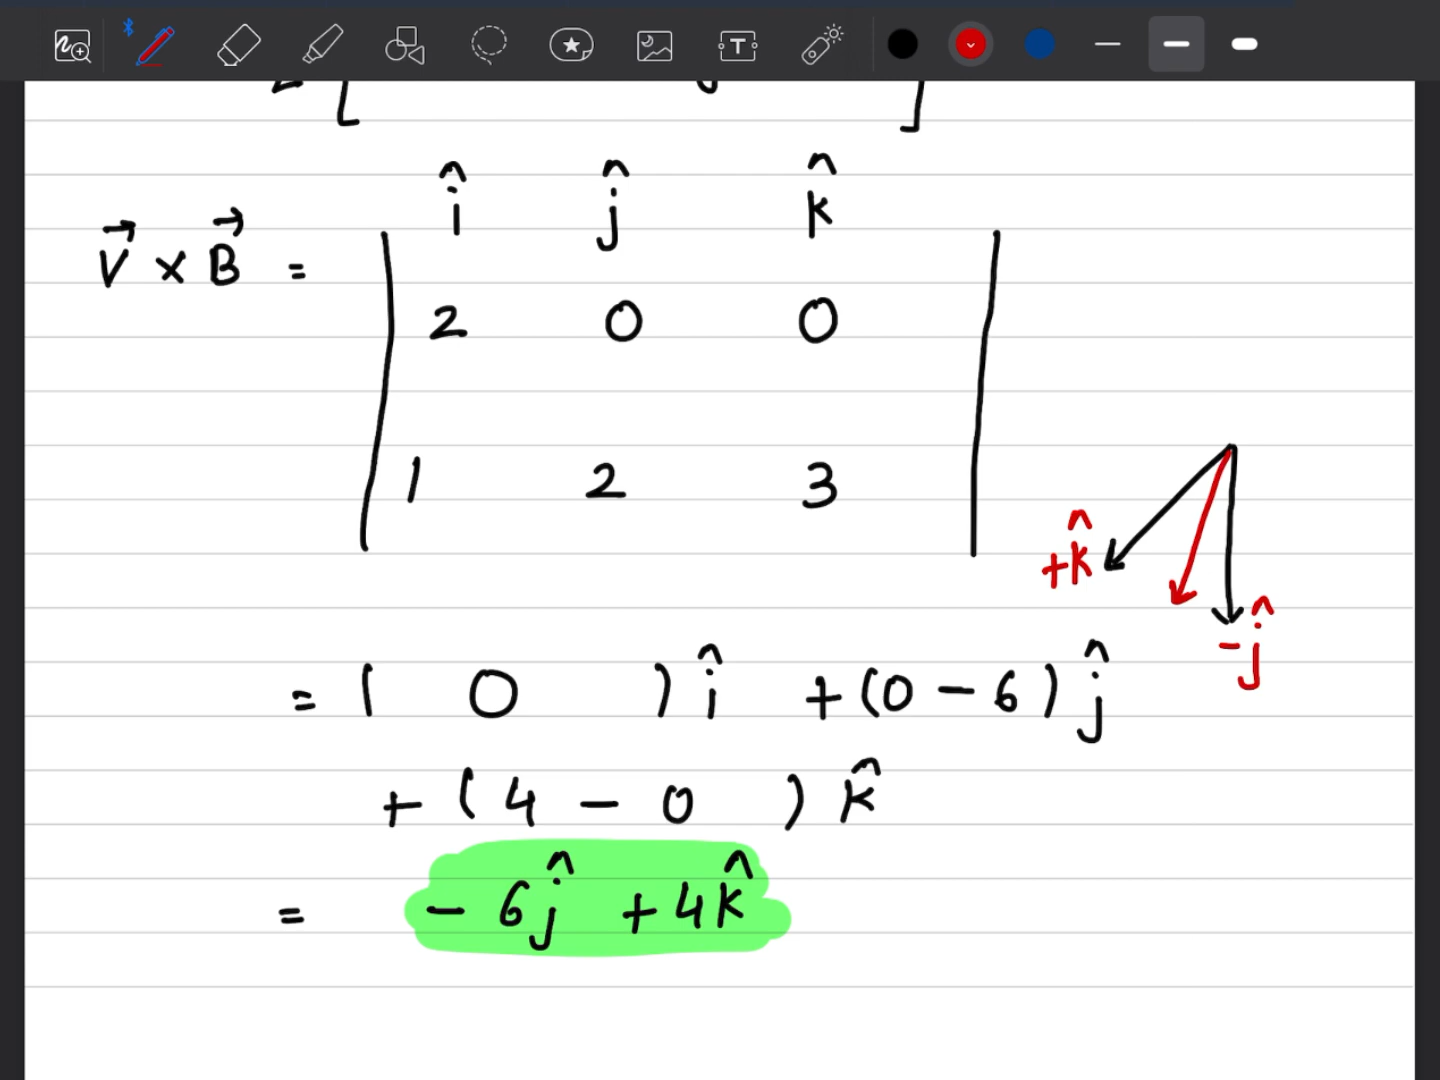 î ĵ k̂
V⃗ × B⃗ =
2 0 0
1 2 3
+k̂
-ĵ
= ( 0 ) î + (0 - 6) ĵ
+ ( 4 - 0 ) k̂
= - 6ĵ + 4k̂